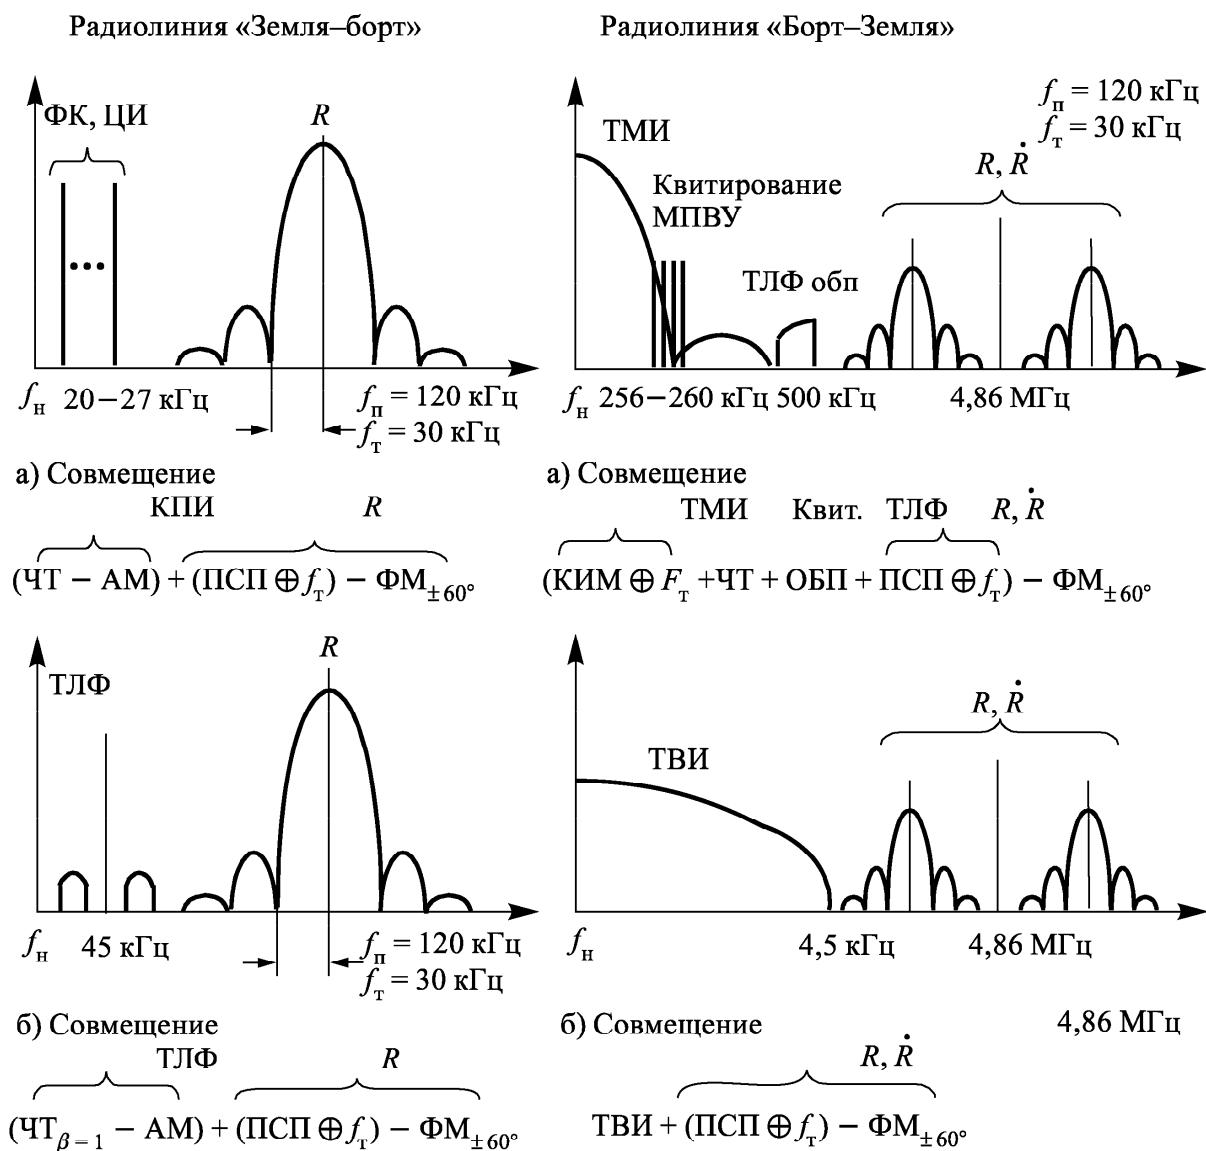 Радиолиния «Земля–борт»
ФК, ЦИ
R
fн 20–27 кГц
fп = 120 кГц
fт = 30 кГц
а) Совмещение
КПИ R
(ЧТ – АМ) + (ПСП ⊕ fт) – ФМ±60°
Радиолиния «Борт–Земля»
fп = 120 кГц
fт = 30 кГц
ТМИ
R, Ṙ
Квитирование
МПВУ
ТЛФ обп
fн 256–260 кГц 500 кГц 4,86 МГц
а) Совмещение
ТМИ Квит. ТЛФ R, Ṙ
(КИМ ⊕ Fт +ЧТ + ОБП + ПСП ⊕ fт) – ФМ±60°
R
ТЛФ
fн 45 кГц
fп = 120 кГц
fт = 30 кГц
б) Совмещение
ТЛФ R
(ЧТβ = 1 – АМ) + (ПСП ⊕ fт) – ФМ±60°
R, Ṙ
ТВИ
fн 4,5 кГц 4,86 МГц
б) Совмещение 4,86 МГц
R, Ṙ
ТВИ + (ПСП ⊕ fт) – ФМ±60°